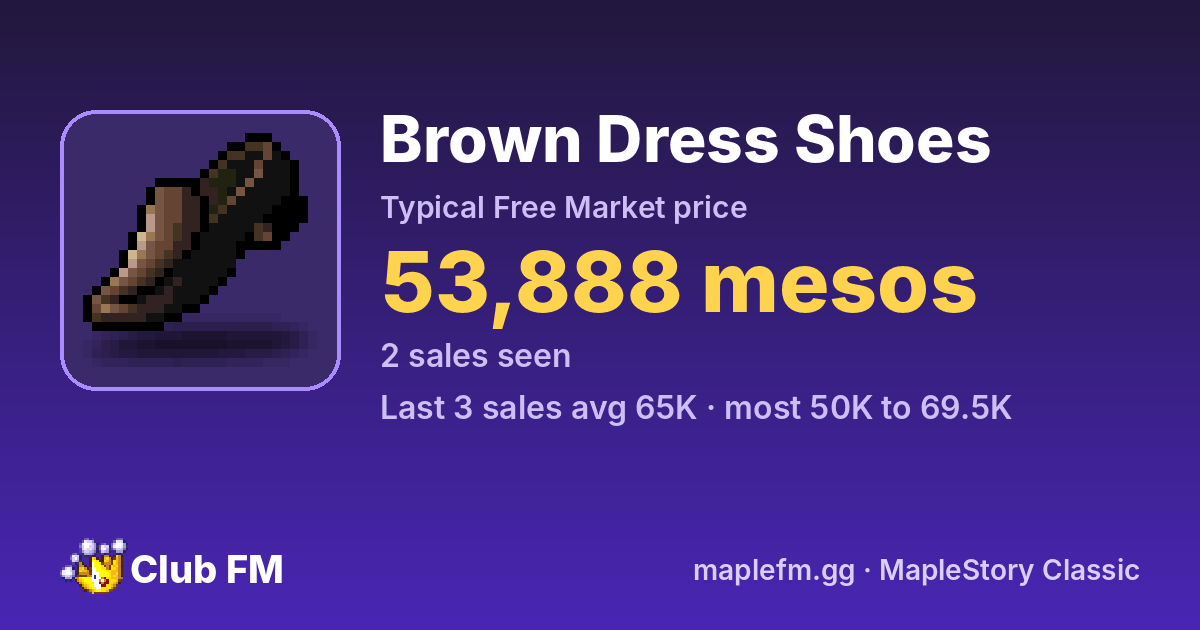 Brown Dress Shoes
Typical Free Market price
53,888 mesos
2 sales seen
Last 3 sales avg 65K · most 50K to 69.5K
Club FM
maplefm.gg · MapleStory Classic